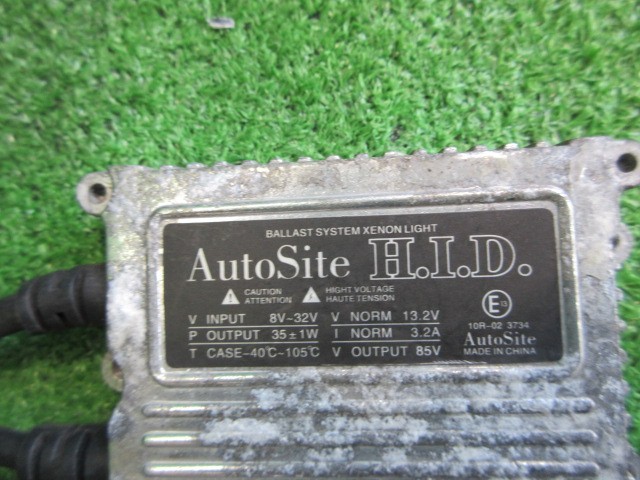 BALLAST SYSTEM XENON LIGHT
AutoSite H.I.D.
CAUTION ATTENTION HIGHT VOLTAGE HAUTE TENSION
V INPUT 8V-32V V NORM 13.2V
P OUTPUT 35±1W I NORM 3.2A
T CASE-40℃-105℃ V OUTPUT 85V
E13
10R-02 3734
AutoSite
MADE IN CHINA